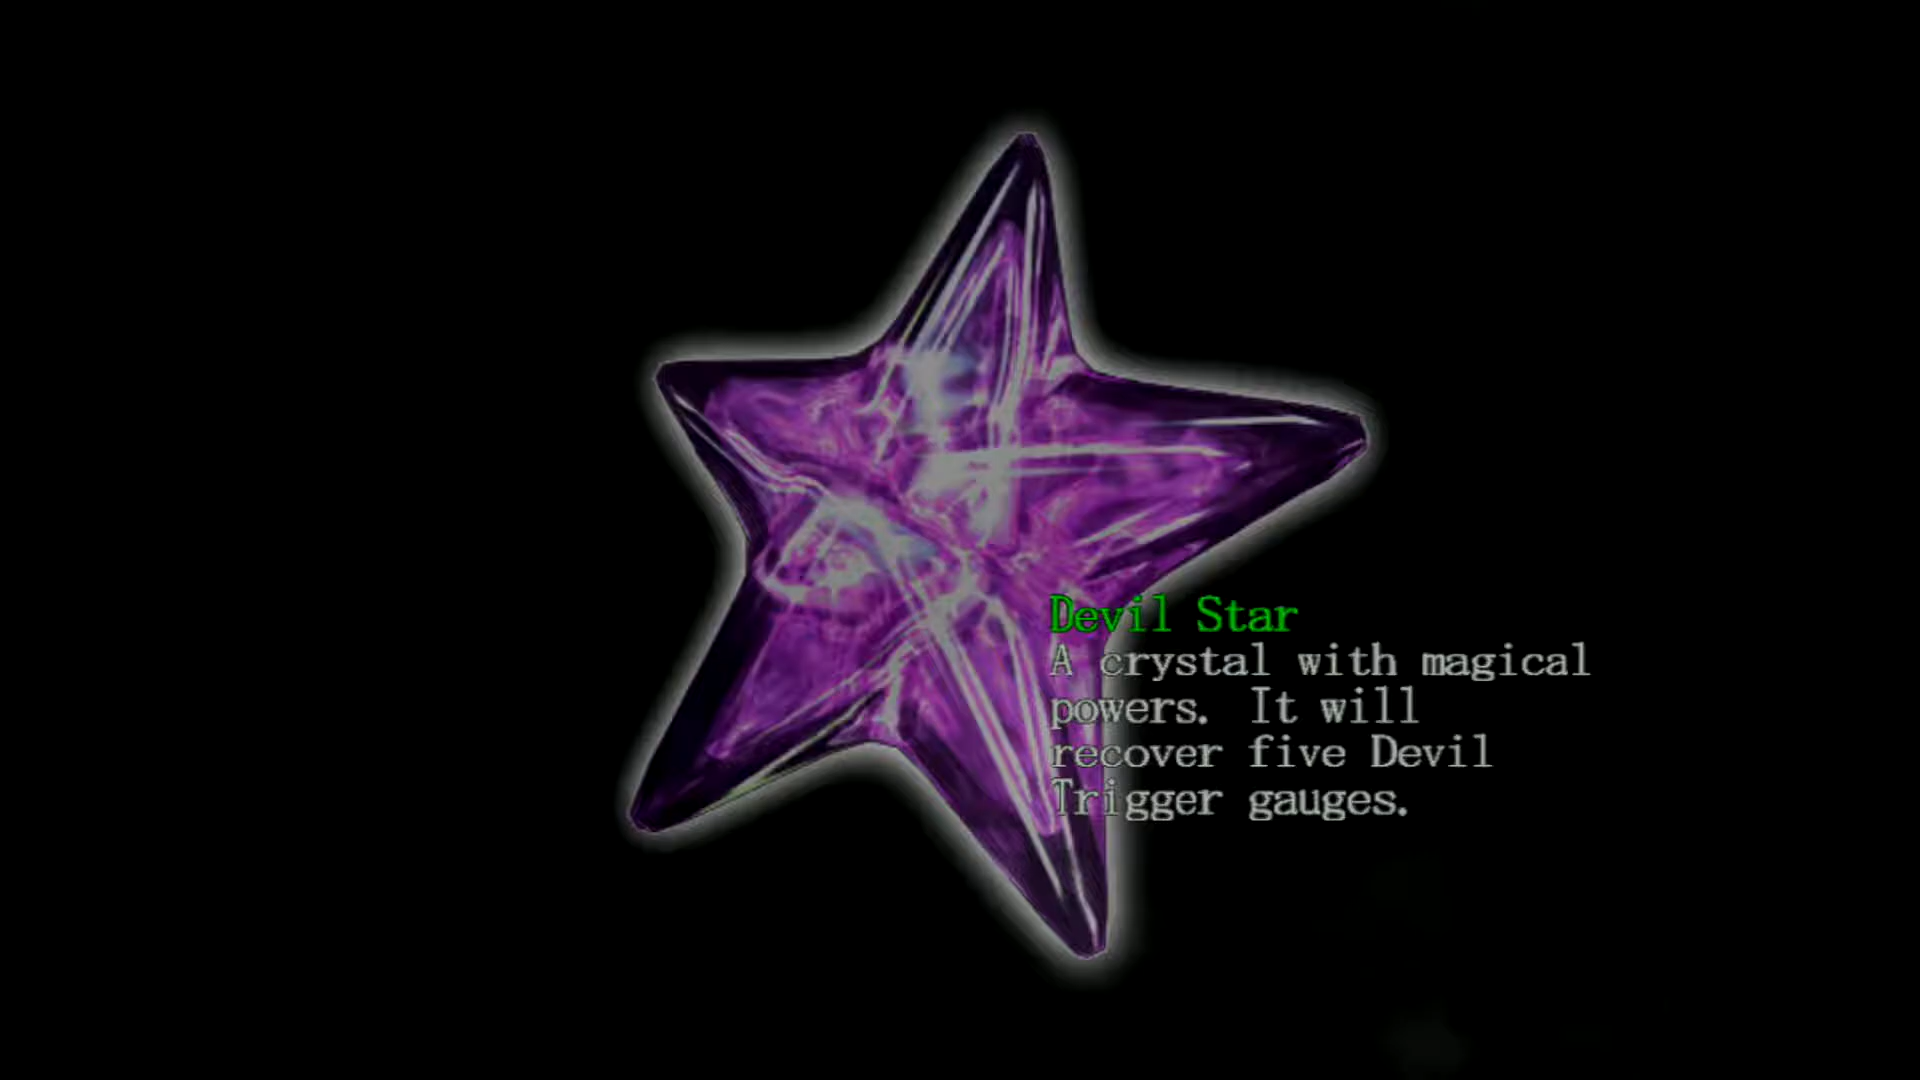 Devil Star
A crystal with magical
powers. It will
recover five Devil
Trigger gauges.